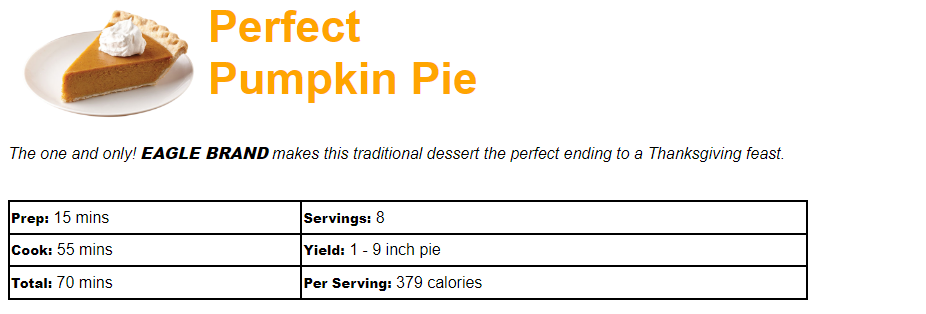 Perfect
Pumpkin Pie
The one and only! EAGLE BRAND makes this traditional dessert the perfect ending to a Thanksgiving feast.
Prep: 15 mins Servings: 8
Cook: 55 mins Yield: 1 - 9 inch pie
Total: 70 mins Per Serving: 379 calories